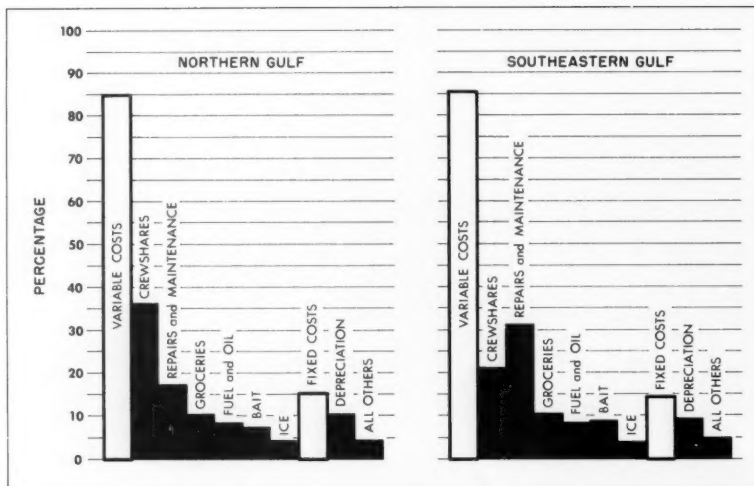 100
90
80
70
60
50
40
30
20
10
0
PERCENTAGE
NORTHERN GULF
VARIABLE COSTS
CREWSHARES
REPAIRS and MAINTENANCE
GROCERIES
FUEL and OIL
BAIT
ICE
FIXED COSTS
DEPRECIATION
ALL OTHERS
SOUTHEASTERN GULF
VARIABLE COSTS
CREWSHARES
REPAIRS and MAINTENANCE
GROCERIES
FUEL and OIL
BAIT
ICE
FIXED COSTS
DEPRECIATION
ALL OTHERS